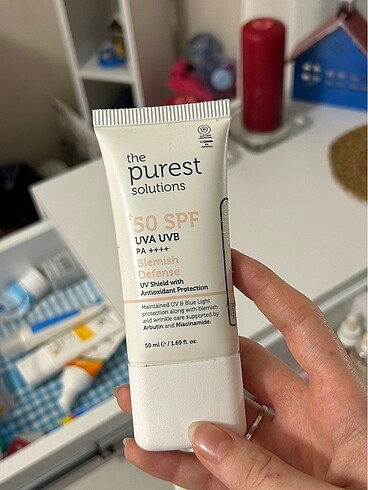 the
purest
solutions
+50 SPF
UVA UVB
PA ++++
Blemish
Defense
UV Shield with
Antioxidant Protection
Maintained UV & Blue Light
protection along with blemish
and wrinkle care supported by
Arbutin and Niacinamide.
50 ml ℮ / 1.69 fl. oz.